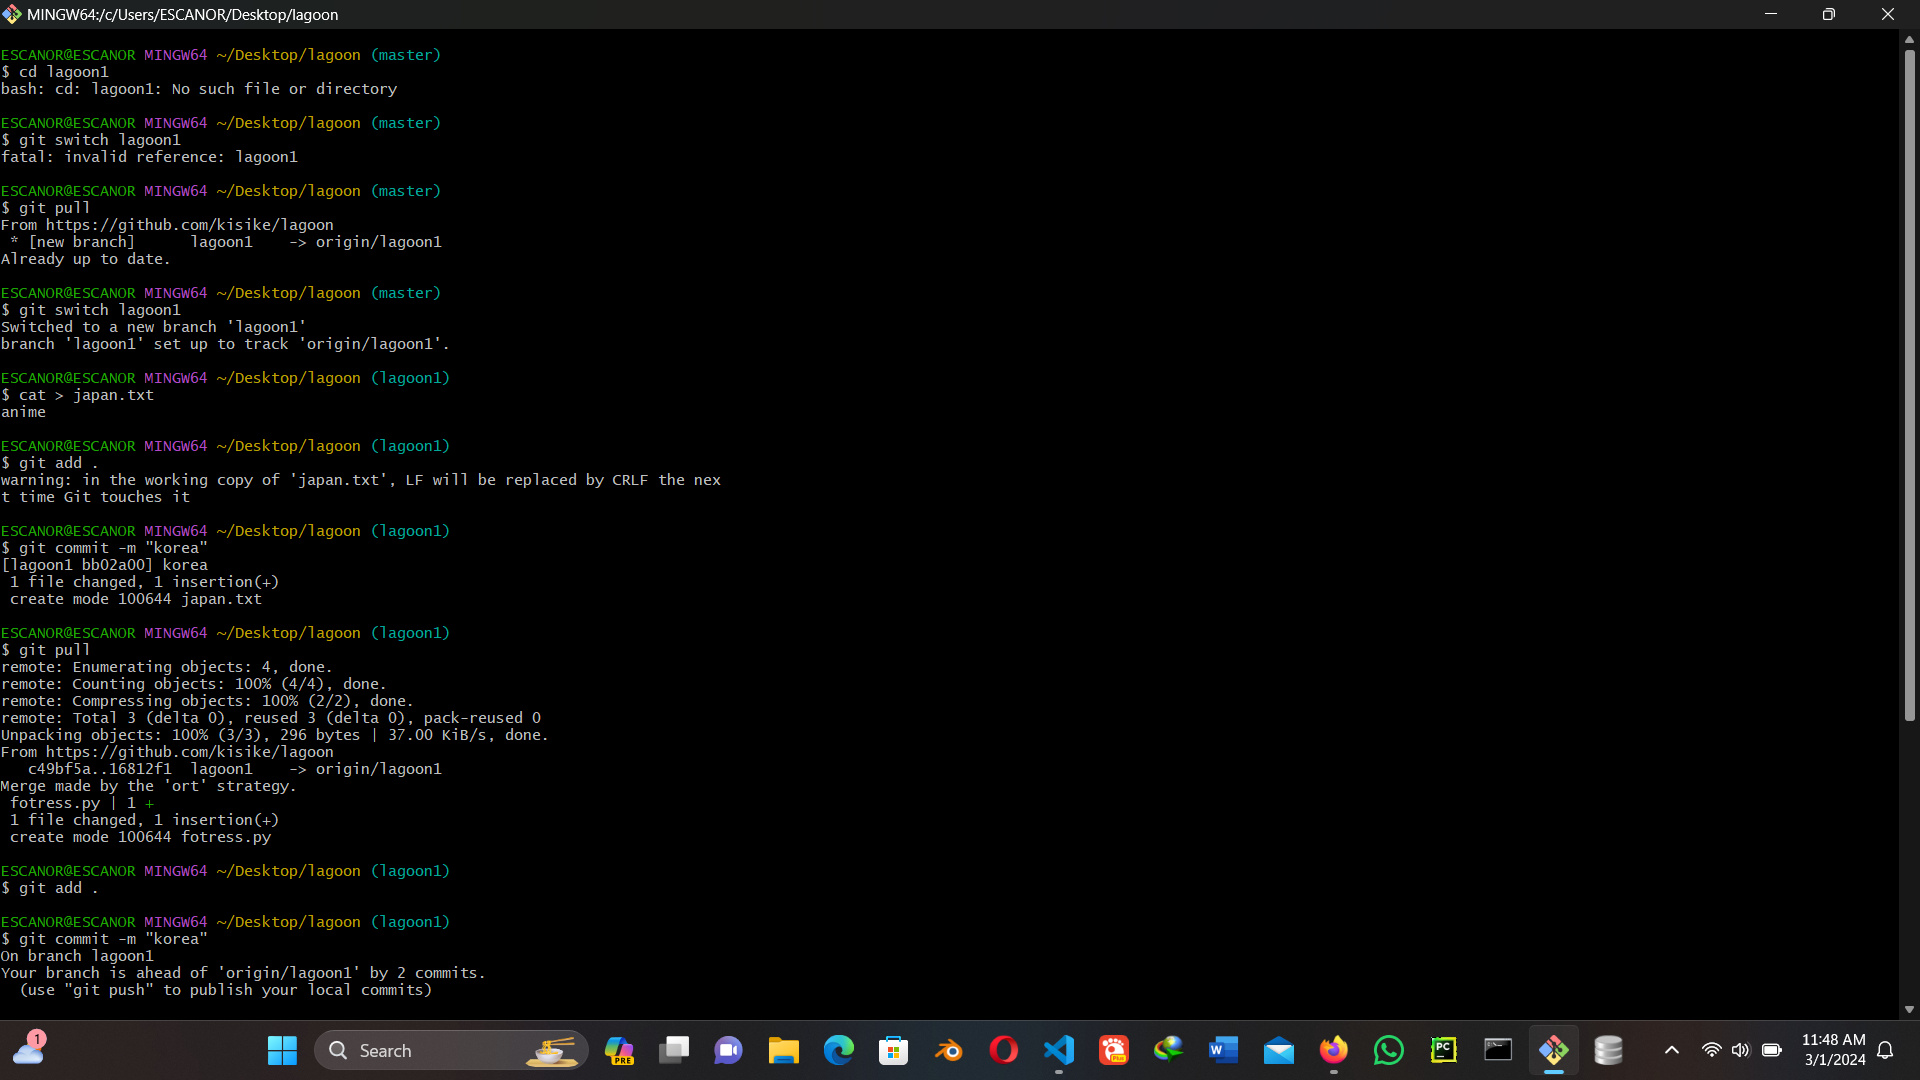 MINGW64:/c/Users/ESCANOR/Desktop/lagoon
ESCANOR@ESCANOR MINGW64 ~/Desktop/lagoon (master)
$ cd lagoon1
bash: cd: lagoon1: No such file or directory
ESCANOR@ESCANOR MINGW64 ~/Desktop/lagoon (master)
$ git switch lagoon1
fatal: invalid reference: lagoon1
ESCANOR@ESCANOR MINGW64 ~/Desktop/lagoon (master)
$ git pull
From https://github.com/kisike/lagoon
 * [new branch]      lagoon1    -> origin/lagoon1
Already up to date.
ESCANOR@ESCANOR MINGW64 ~/Desktop/lagoon (master)
$ git switch lagoon1
Switched to a new branch 'lagoon1'
branch 'lagoon1' set up to track 'origin/lagoon1'.
ESCANOR@ESCANOR MINGW64 ~/Desktop/lagoon (lagoon1)
$ cat > japan.txt
anime
ESCANOR@ESCANOR MINGW64 ~/Desktop/lagoon (lagoon1)
$ git add .
warning: in the working copy of 'japan.txt', LF will be replaced by CRLF the nex
t time Git touches it
ESCANOR@ESCANOR MINGW64 ~/Desktop/lagoon (lagoon1)
$ git commit -m "korea"
[lagoon1 bb02a00] korea
 1 file changed, 1 insertion(+)
 create mode 100644 japan.txt
ESCANOR@ESCANOR MINGW64 ~/Desktop/lagoon (lagoon1)
$ git pull
remote: Enumerating objects: 4, done.
remote: Counting objects: 100% (4/4), done.
remote: Compressing objects: 100% (2/2), done.
remote: Total 3 (delta 0), reused 3 (delta 0), pack-reused 0
Unpacking objects: 100% (3/3), 296 bytes | 37.00 KiB/s, done.
From https://github.com/kisike/lagoon
   c49bf5a..16812f1  lagoon1    -> origin/lagoon1
Merge made by the 'ort' strategy.
 fotress.py | 1 +
 1 file changed, 1 insertion(+)
 create mode 100644 fotress.py
ESCANOR@ESCANOR MINGW64 ~/Desktop/lagoon (lagoon1)
$ git add .
ESCANOR@ESCANOR MINGW64 ~/Desktop/lagoon (lagoon1)
$ git commit -m "korea"
On branch lagoon1
Your branch is ahead of 'origin/lagoon1' by 2 commits.
  (use "git push" to publish your local commits)
1
Search
PRE
W
PC
11:48 AM
3/1/2024